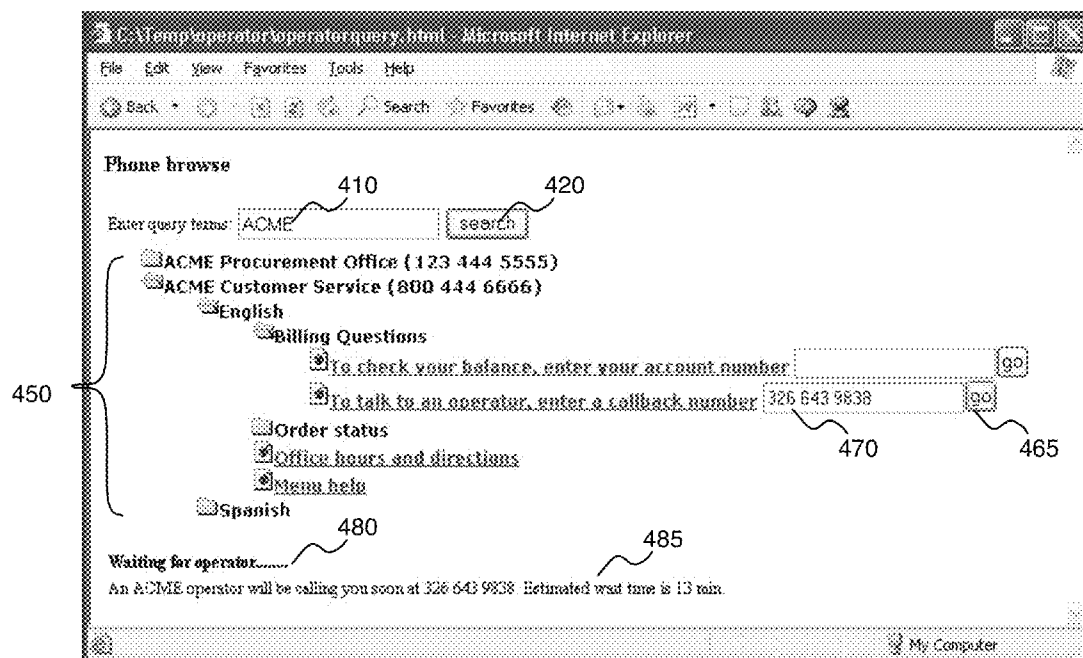 C:\Temp\operator\operatorquery.html - Microsoft Internet Explorer
File Edit View Favorites Tools Help
Back Search Favorites
Phone browse
410 420
Enter query terms: ACME search
ACME Procurement Office (123 444 5555)
ACME Customer Service (800 444 6666)
English
Billing Questions
To check your balance, enter your account number go
450
To talk to an operator, enter a callback number 326 643 9838 go
Order status
470 465
Office hours and directions
Menu help
Spanish
480 485
Waiting for operator.......
An ACME operator will be calling you soon at 326 643 9838. Estimated wait time is 13 min.
My Computer